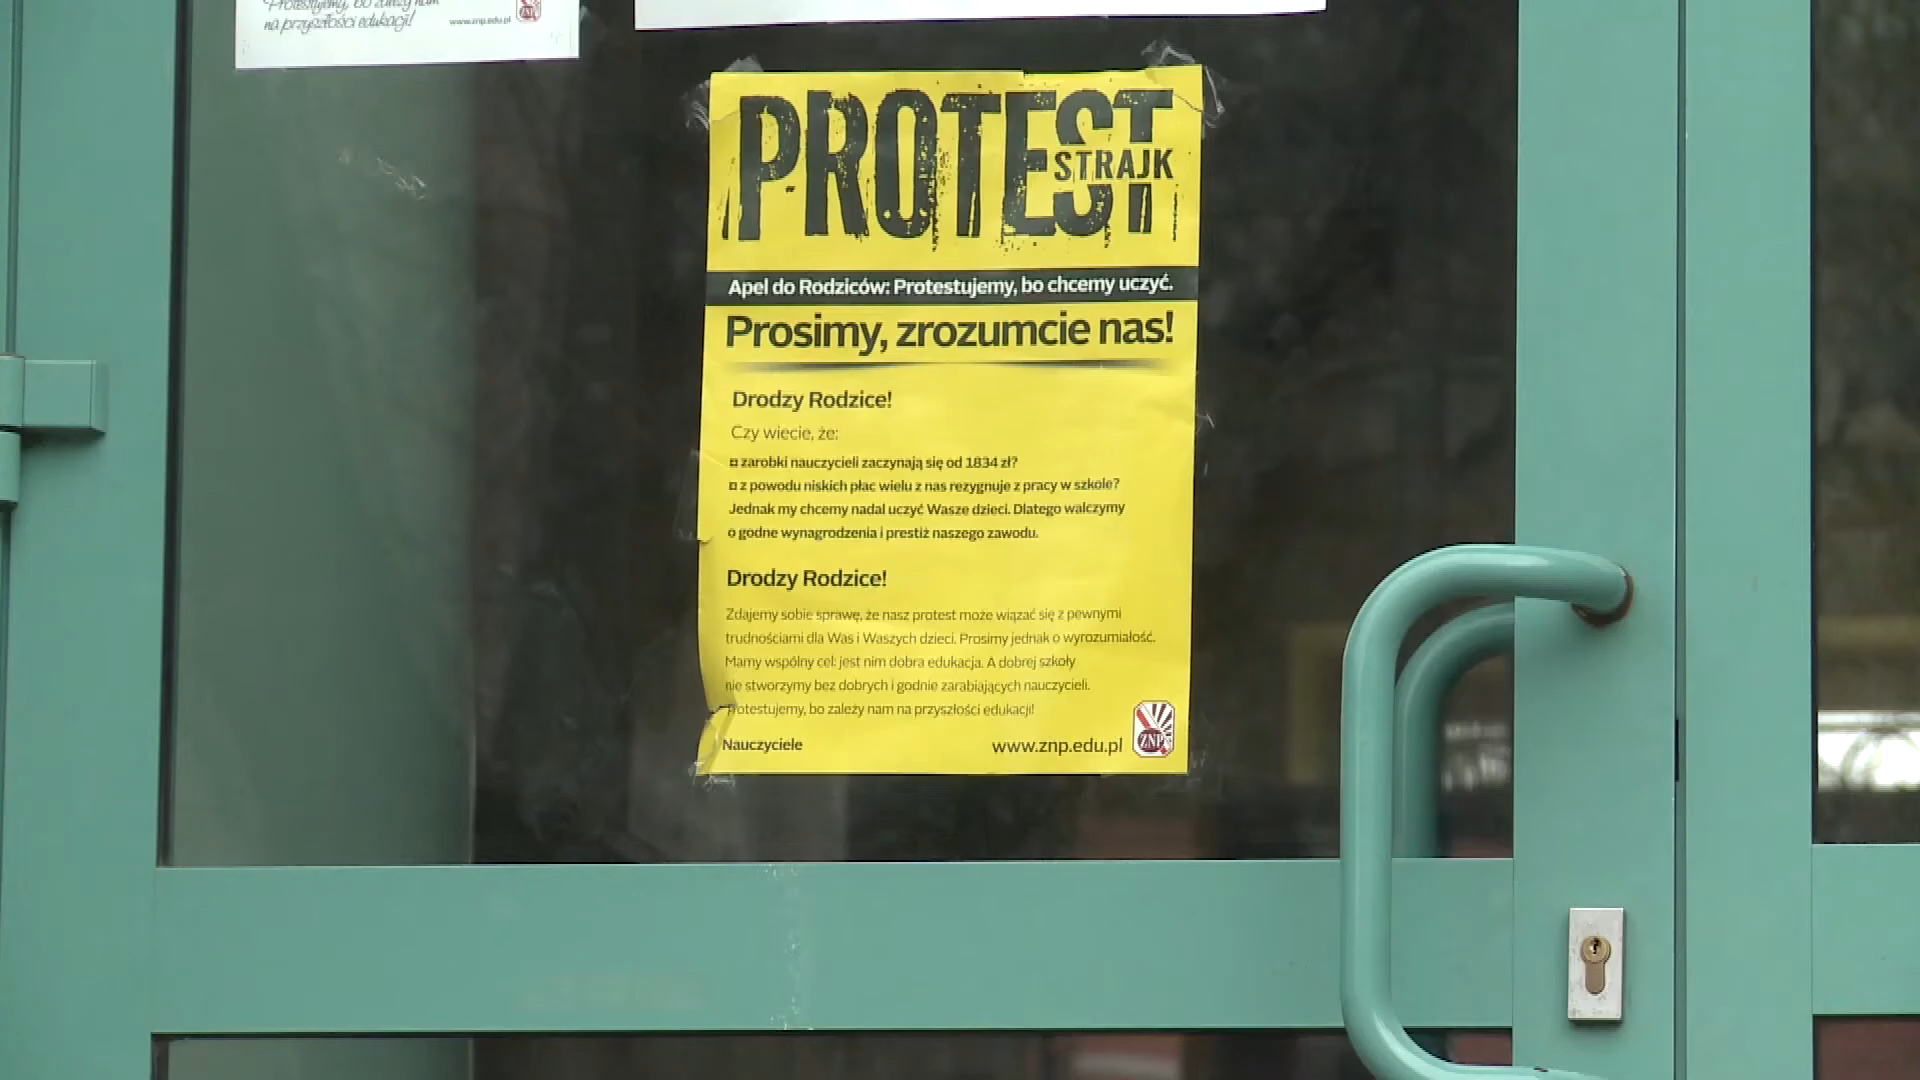 Protestujemy, bo zależy nam
na przyszłości edukacji!
www.znp.edu.pl
ZNP
PROTEST
STRAJK
Apel do Rodziców: Protestujemy, bo chcemy uczyć.
Prosimy, zrozumcie nas!
Drodzy Rodzice!
Czy wiecie, że:
¤ zarobki nauczycieli zaczynają się od 1834 zł?
¤ z powodu niskich płac wielu z nas rezygnuje z pracy w szkole?
Jednak my chcemy nadal uczyć Wasze dzieci. Dlatego walczymy
o godne wynagrodzenia i prestiż naszego zawodu.
Drodzy Rodzice!
Zdajemy sobie sprawę, że nasz protest może wiązać się z pewnymi
trudnościami dla Was i Waszych dzieci. Prosimy jednak o wyrozumiałość.
Mamy wspólny cel: jest nim dobra edukacja. A dobrej szkoły
nie stworzymy bez dobrych i godnie zarabiających nauczycieli.
Protestujemy, bo zależy nam na przyszłości edukacji!
Nauczyciele
www.znp.edu.pl
ZNP